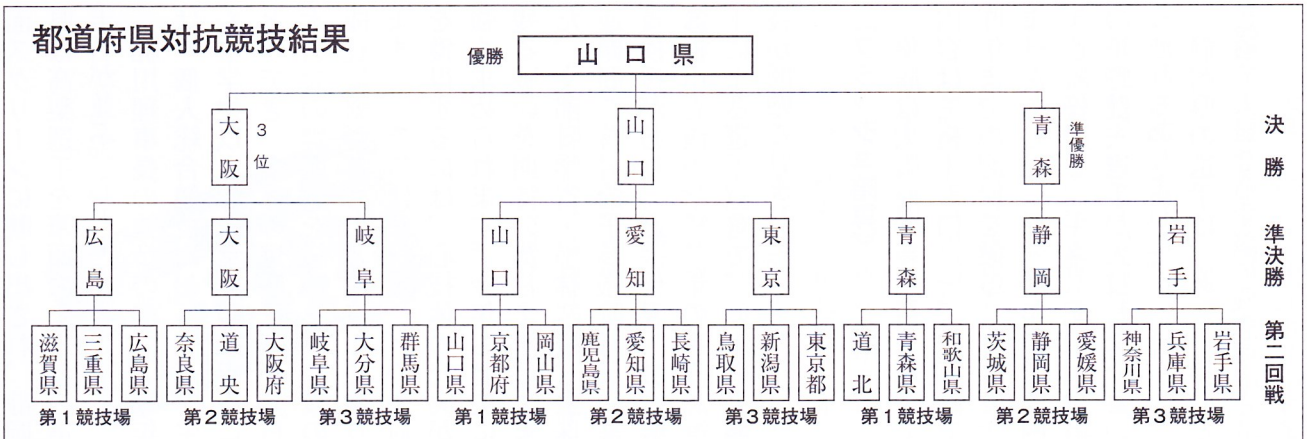 都道府県対抗競技結果
優勝
山口県
大阪
3位
山口
青森
準優勝
決勝
広島
大阪
岐阜
山口
愛知
東京
青森
静岡
岩手
準決勝
滋賀県
三重県
広島県
奈良県
道央
大阪府
岐阜県
大分県
群馬県
山口県
京都府
岡山県
鹿児島県
愛知県
長崎県
鳥取県
新潟県
東京都
道北
青森県
和歌山県
茨城県
静岡県
愛媛県
神奈川県
兵庫県
岩手県
第二回戦
第1競技場
第2競技場
第3競技場
第1競技場
第2競技場
第3競技場
第1競技場
第2競技場
第3競技場